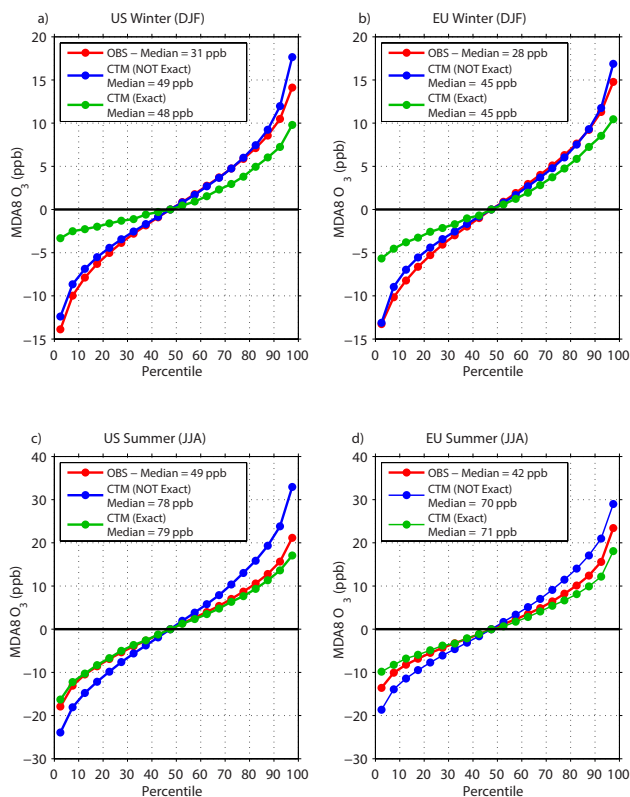 a) US Winter (DJF)
20
15
10
5
0
−5
−10
−15
MDA8 O3 (ppb)
OBS − Median = 31 ppb
CTM (NOT Exact)
Median = 49 ppb
CTM (Exact)
Median = 48 ppb
0 10 20 30 40 50 60 70 80 90 100
Percentile
b) EU Winter (DJF)
20
15
10
5
0
−5
−10
−15
MDA8 O3 (ppb)
OBS − Median = 28 ppb
CTM (NOT Exact)
Median = 45 ppb
CTM (Exact)
Median = 45 ppb
0 10 20 30 40 50 60 70 80 90 100
Percentile
c) US Summer (JJA)
40
30
20
10
0
−10
−20
−30
MDA8 O3 (ppb)
OBS − Median = 49 ppb
CTM (NOT Exact)
Median = 78 ppb
CTM (Exact)
Median = 79 ppb
0 10 20 30 40 50 60 70 80 90 100
Percentile
d) EU Summer (JJA)
40
30
20
10
0
−10
−20
−30
MDA8 O3 (ppb)
OBS − Median = 42 ppb
CTM (NOT Exact)
Median = 70 ppb
CTM (Exact)
Median = 71 ppb
0 10 20 30 40 50 60 70 80 90 100
Percentile